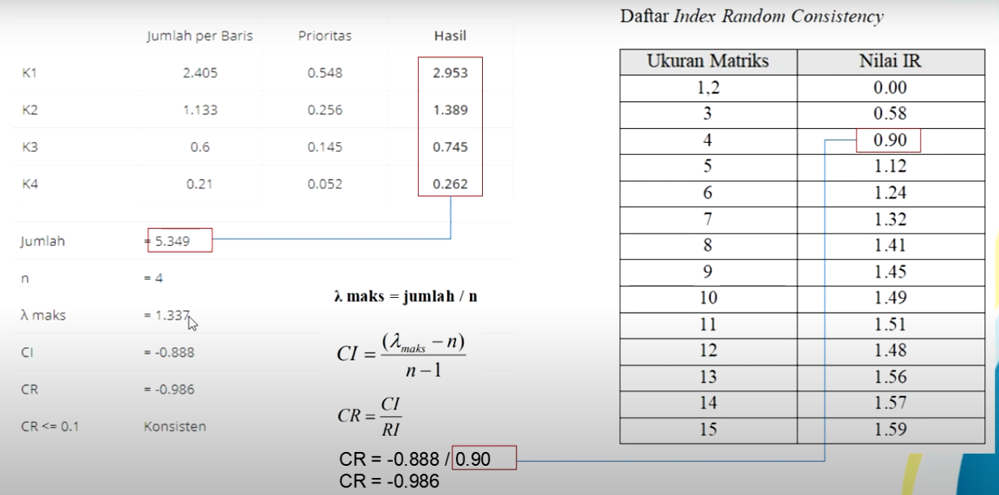 Jumlah per Baris Prioritas Hasil
K1 2.405 0.548 2.953
K2 1.133 0.256 1.389
K3 0.6 0.145 0.745
K4 0.21 0.052 0.262
Jumlah = 5.349
n = 4
λ maks = 1.337
CI = -0.888
CR = -0.986
CR <= 0.1 Konsisten
λ maks = jumlah / n
CI = (λmaks − n) / n − 1
CR = CI / RI
CR = -0.888 / 0.90
CR = -0.986
Daftar Index Random Consistency
Ukuran Matriks Nilai IR
1,2 0.00
3 0.58
4 0.90
5 1.12
6 1.24
7 1.32
8 1.41
9 1.45
10 1.49
11 1.51
12 1.48
13 1.56
14 1.57
15 1.59